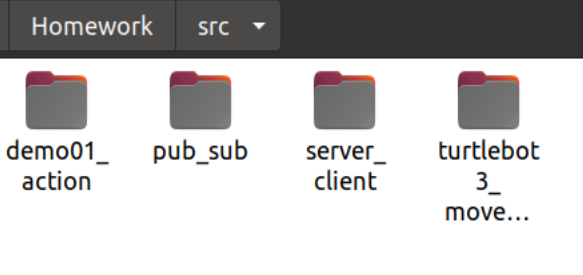 Homework
src
demo01_
action
pub_sub
server_
client
turtlebot
3_
move...